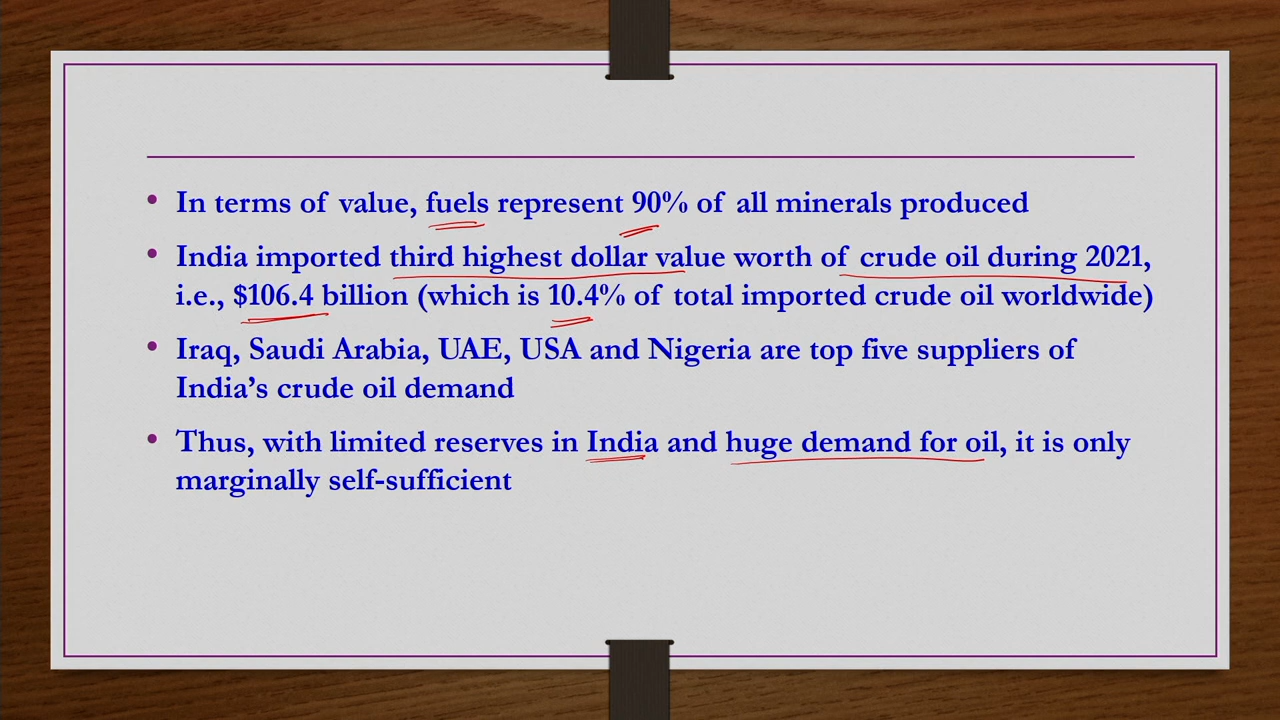 • In terms of value, fuels represent 90% of all minerals produced
• India imported third highest dollar value worth of crude oil during 2021,
i.e., $106.4 billion (which is 10.4% of total imported crude oil worldwide)
• Iraq, Saudi Arabia, UAE, USA and Nigeria are top five suppliers of
India’s crude oil demand
• Thus, with limited reserves in India and huge demand for oil, it is only
marginally self-sufficient